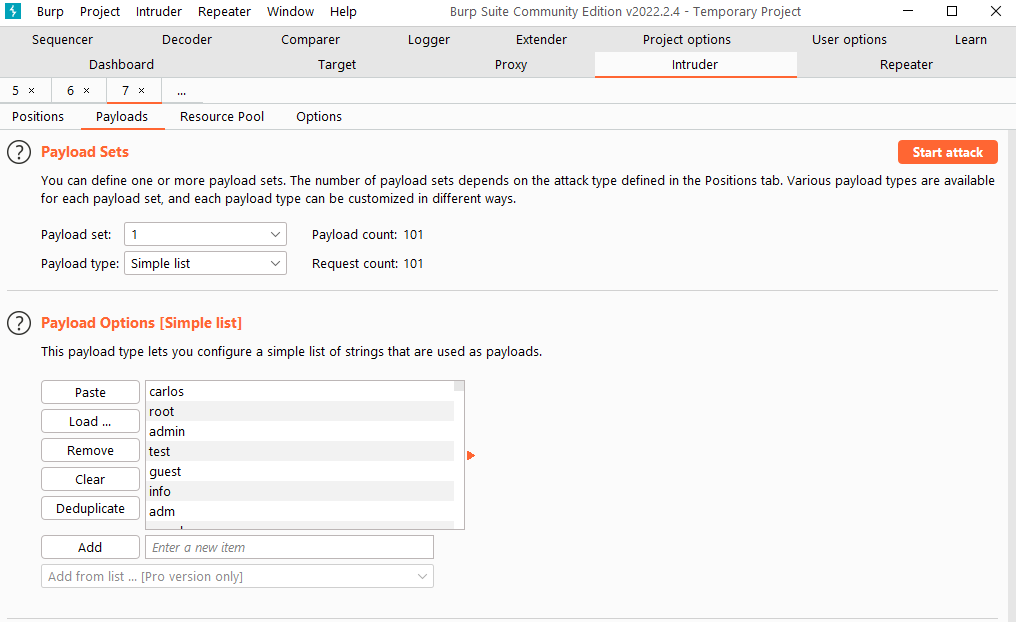 Burp Project Intruder Repeater Window Help Burp Suite Community Edition v2022.2.4 - Temporary Project
Sequencer Decoder Comparer Logger Extender Project options User options Learn
Dashboard Target Proxy Intruder Repeater
5 × 6 × 7 × ...
Positions Payloads Resource Pool Options
? Payload Sets Start attack
You can define one or more payload sets. The number of payload sets depends on the attack type defined in the Positions tab. Various payload types are available
for each payload set, and each payload type can be customized in different ways.
Payload set: 1 Payload count: 101
Payload type: Simple list Request count: 101
? Payload Options [Simple list]
This payload type lets you configure a simple list of strings that are used as payloads.
Paste
Load ...
Remove
Clear
Deduplicate
carlos
root
admin
test
guest
info
adm
Add Enter a new item
Add from list ... [Pro version only]